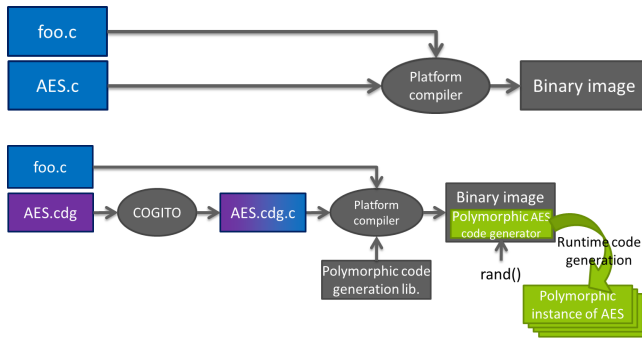 foo.c
AES.c
Platform
compiler
Binary image
foo.c
AES.cdg
COGITO
AES.cdg.c
Platform
compiler
Binary image
Polymorphic AES
code generator
Polymorphic code
generation lib.
rand()
Runtime code
generation
Polymorphic
instance of AES